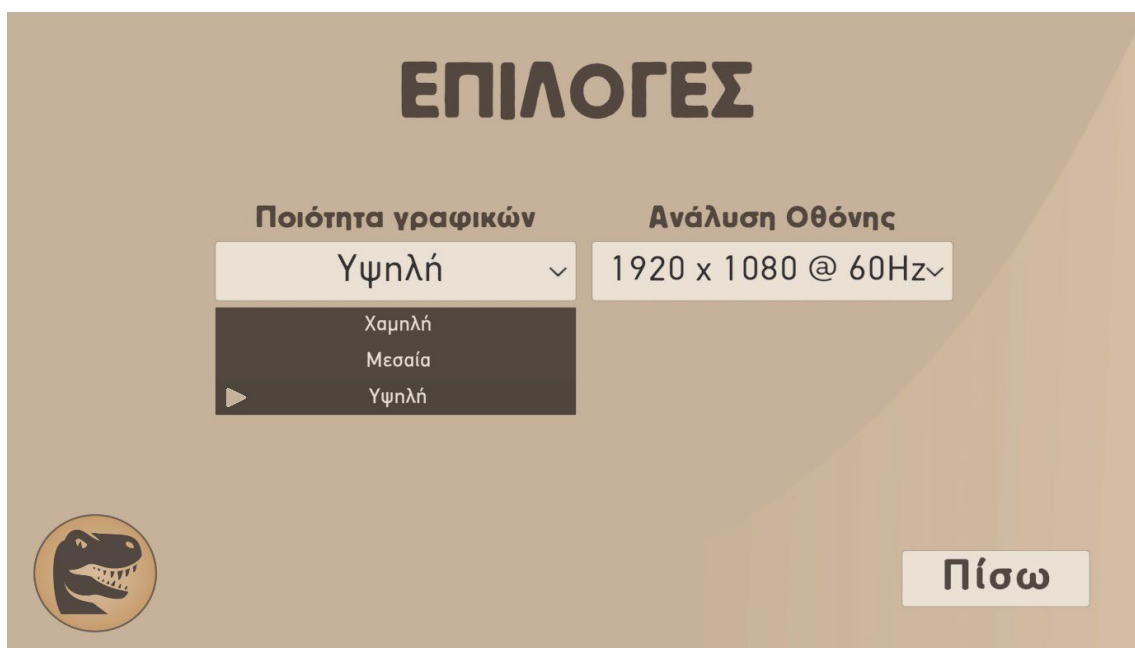 ΕΠΙΛΟΓΕΣ
Ποιότητα γραφικών
Ανάλυση Οθόνης
Υψηλή
1920 x 1080 @ 60Hz
Χαμηλή
Μεσαία
Υψηλή
Πίσω